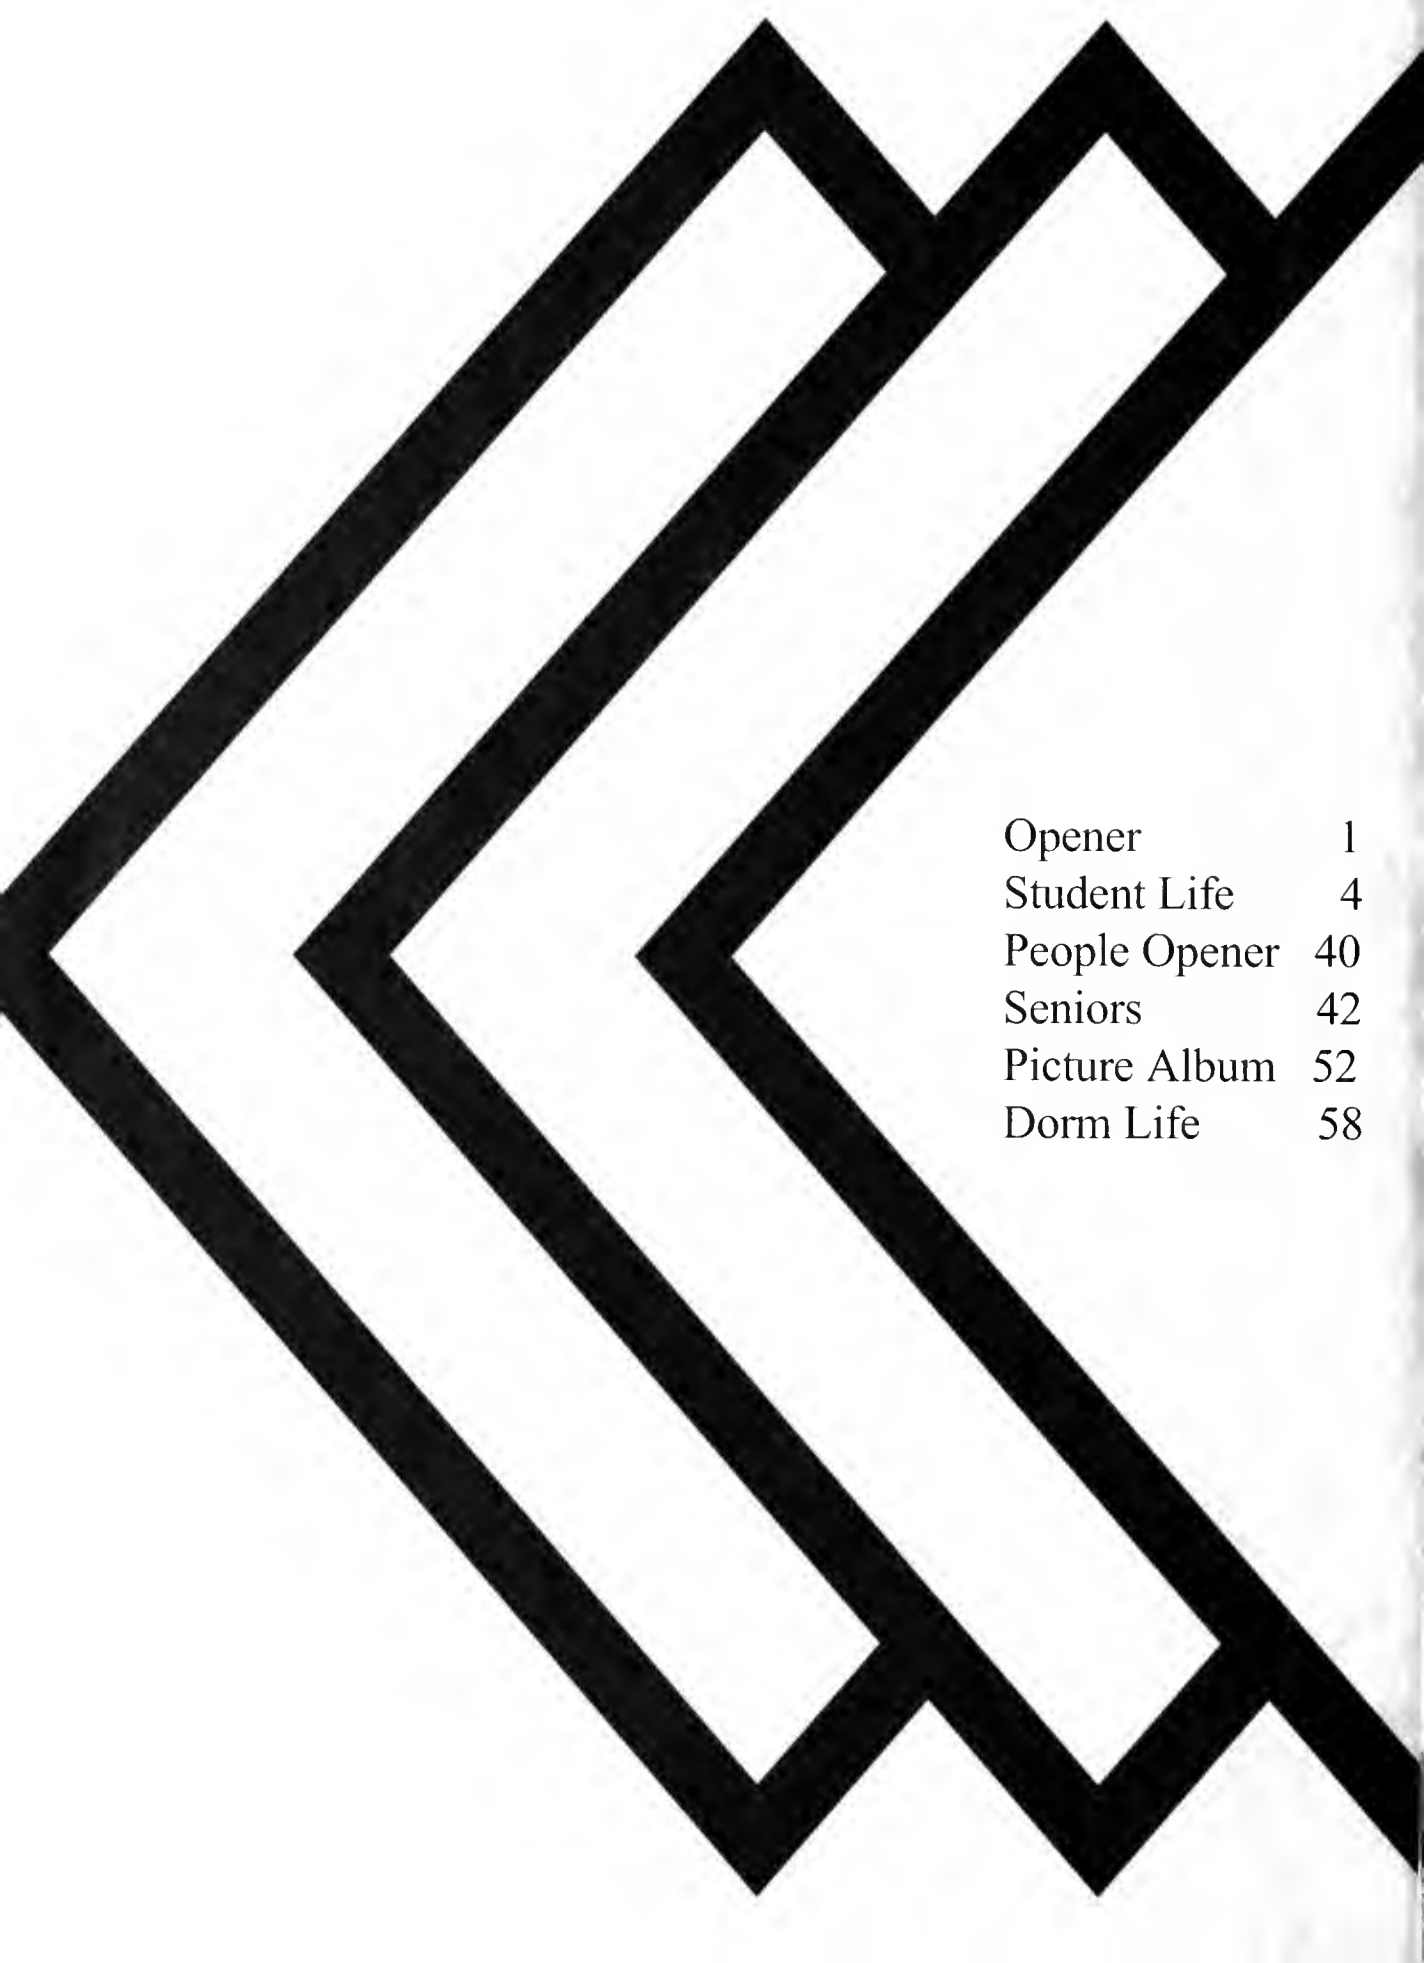 Opener 1
Student Life 4
People Opener 40
Seniors 42
Picture Album 52
Dorm Life 58